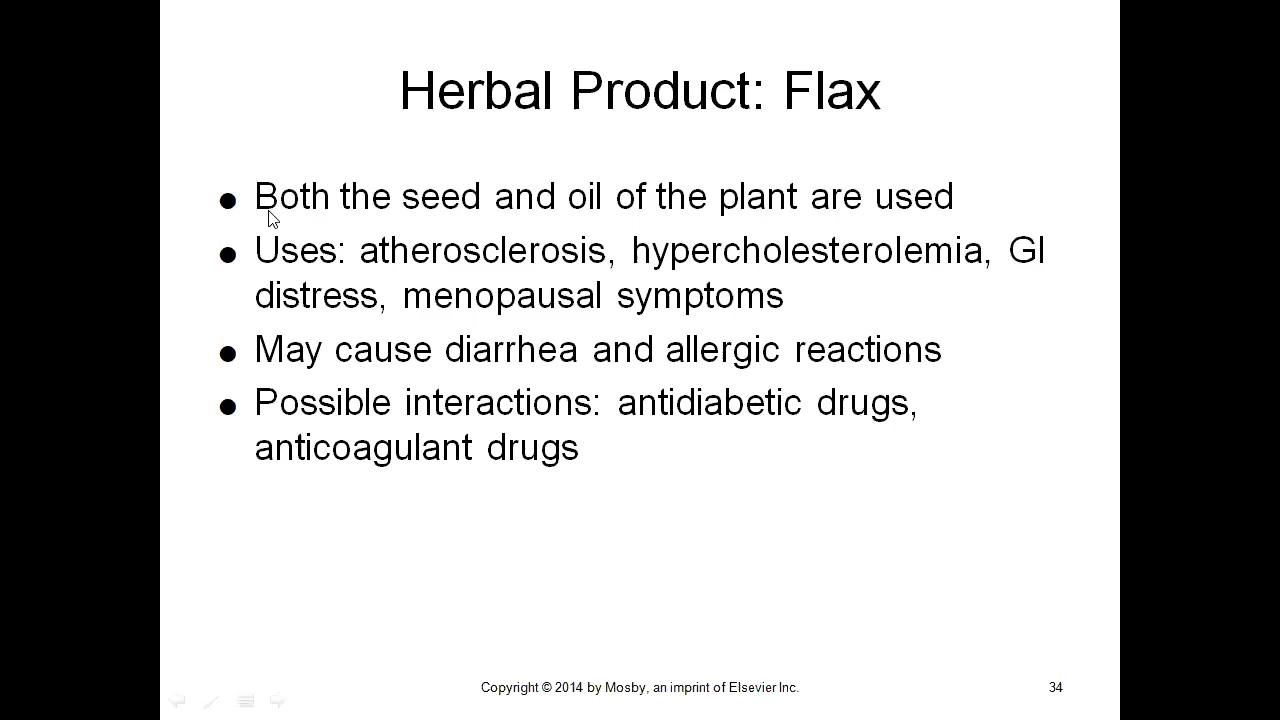 Herbal Product: Flax
● Both the seed and oil of the plant are used
● Uses: atherosclerosis, hypercholesterolemia, GI
distress, menopausal symptoms
● May cause diarrhea and allergic reactions
● Possible interactions: antidiabetic drugs,
anticoagulant drugs
Copyright © 2014 by Mosby, an imprint of Elsevier Inc.
34